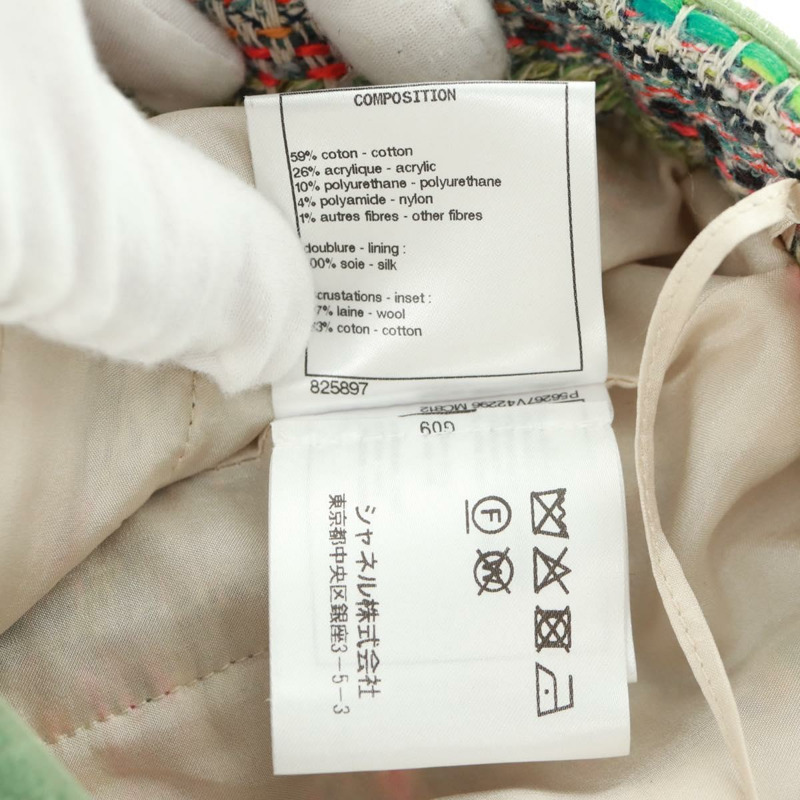 COMPOSITION
59% coton - cotton
26% acrylique - acrylic
10% polyurethane - polyurethane
4% polyamide - nylon
1% autres fibres - other fibres
doublure - lining :
00% soie - silk
crustations - inset :
7% laine - wool
3% coton - cotton
825897
P56267V42296 MCB12
G09
F
W
シャネル株式会社
東京都中央区銀座3-5-3